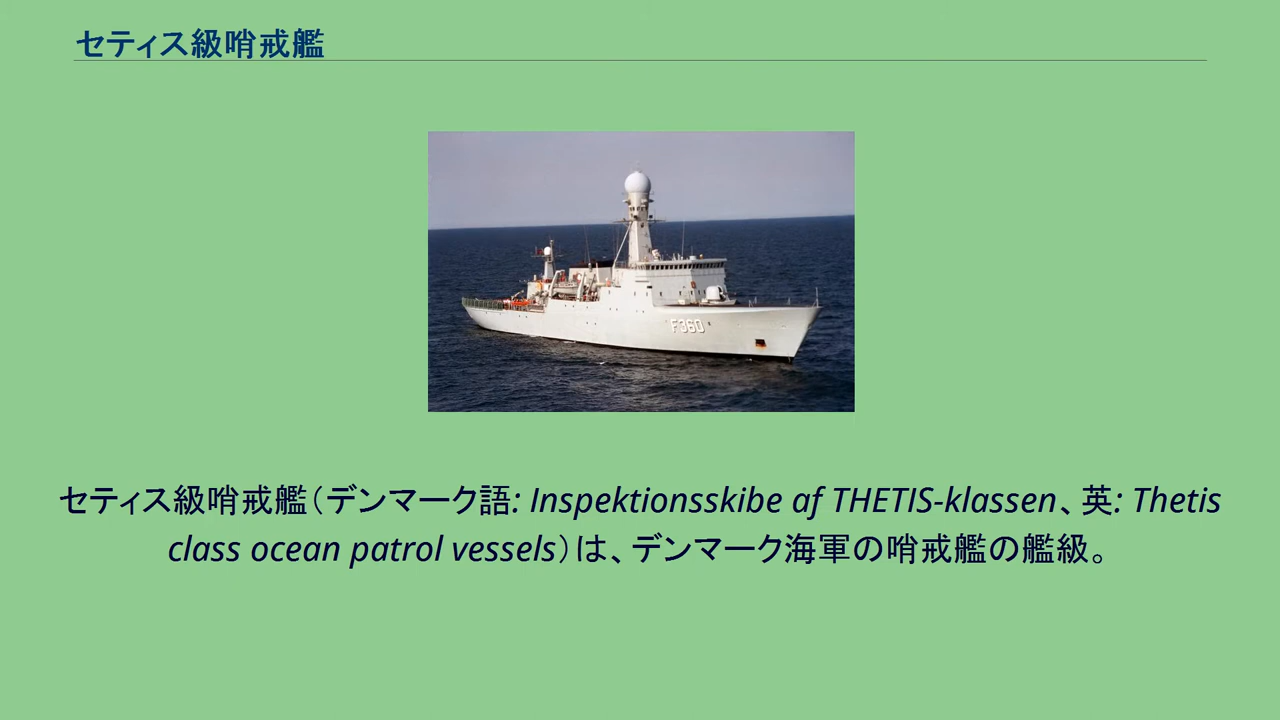 セティス級哨戒艦
F360
セティス級哨戒艦（デンマーク語: Inspektionsskibe af THETIS-klassen、英: Thetis
class ocean patrol vessels）は、デンマーク海軍の哨戒艦の艦級。